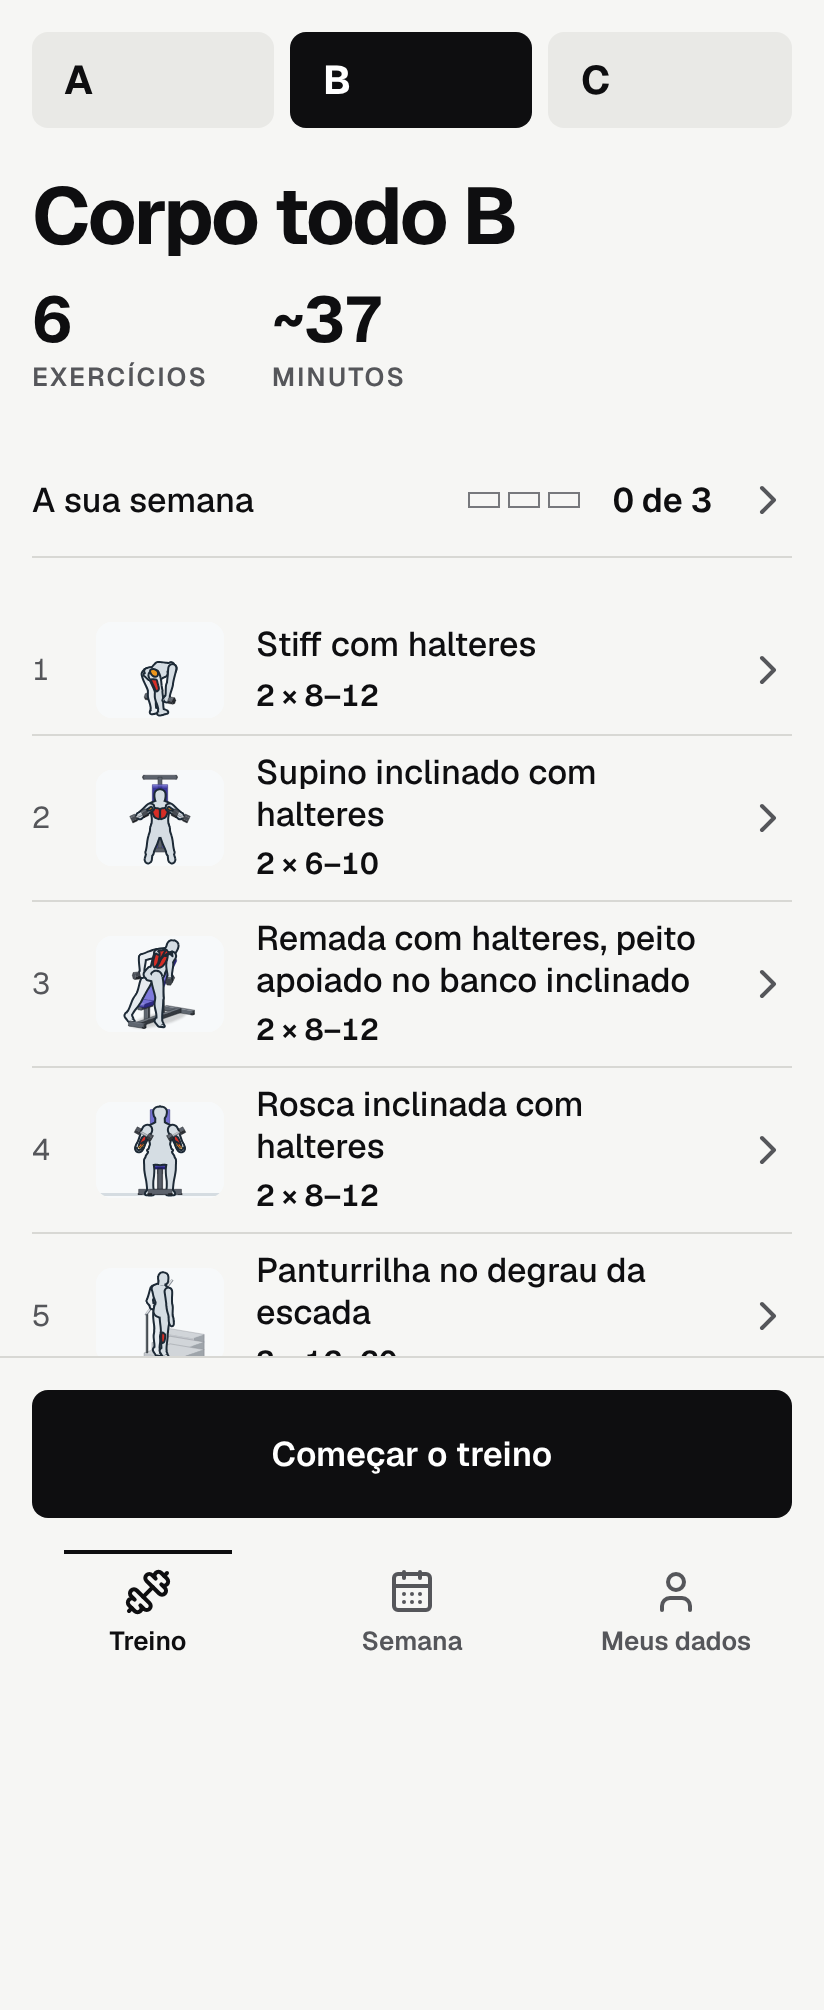 A
B
C
Corpo todo B
6
~37
EXERCÍCIOS
MINUTOS
A sua semana
0 de 3
1
Stiff com halteres
2 × 8–12
2
Supino inclinado com
halteres
2 × 6–10
3
Remada com halteres, peito
apoiado no banco inclinado
2 × 8–12
4
Rosca inclinada com
halteres
2 × 8–12
5
Panturrilha no degrau da
escada
Começar o treino
Treino
Semana
Meus dados